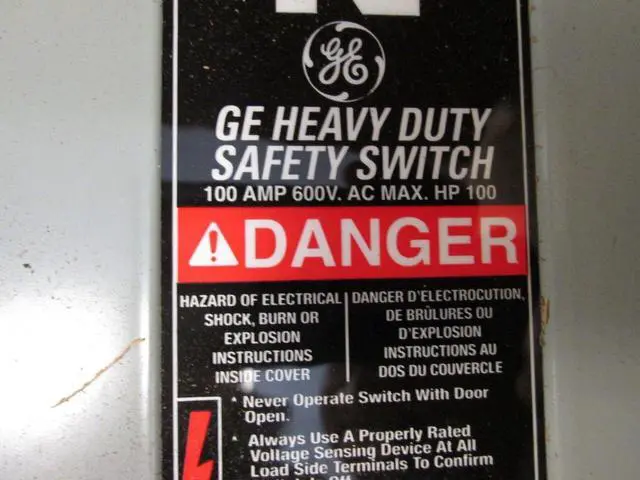 GE
GE HEAVY DUTY
SAFETY SWITCH
100 AMP 600V. AC MAX. HP 100
DANGER
HAZARD OF ELECTRICAL
SHOCK, BURN OR
EXPLOSION
INSTRUCTIONS
INSIDE COVER
DANGER D'ELECTROCUTION,
DE BRÛLURES OU
D'EXPLOSION
INSTRUCTIONS AU
DOS DU COUVERCLE
* Never Operate Switch With Door
Open.
* Always Use A Properly Rated
Voltage Sensing Device At All
Load Side Terminals To Confirm